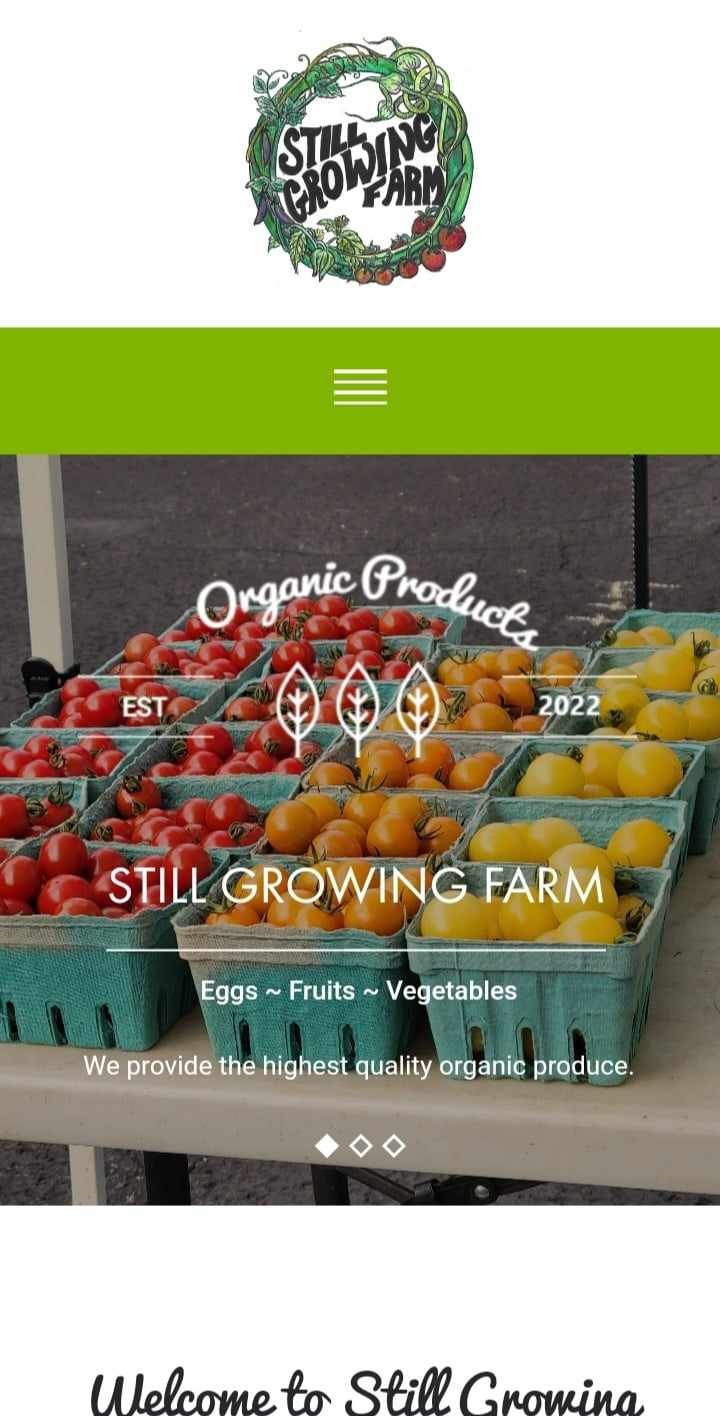 STILL
GROWING
FARM
Organic Products
EST 2022
STILL GROWING FARM
Eggs ~ Fruits ~ Vegetables
We provide the highest quality organic produce.
Welcome to Still Growing